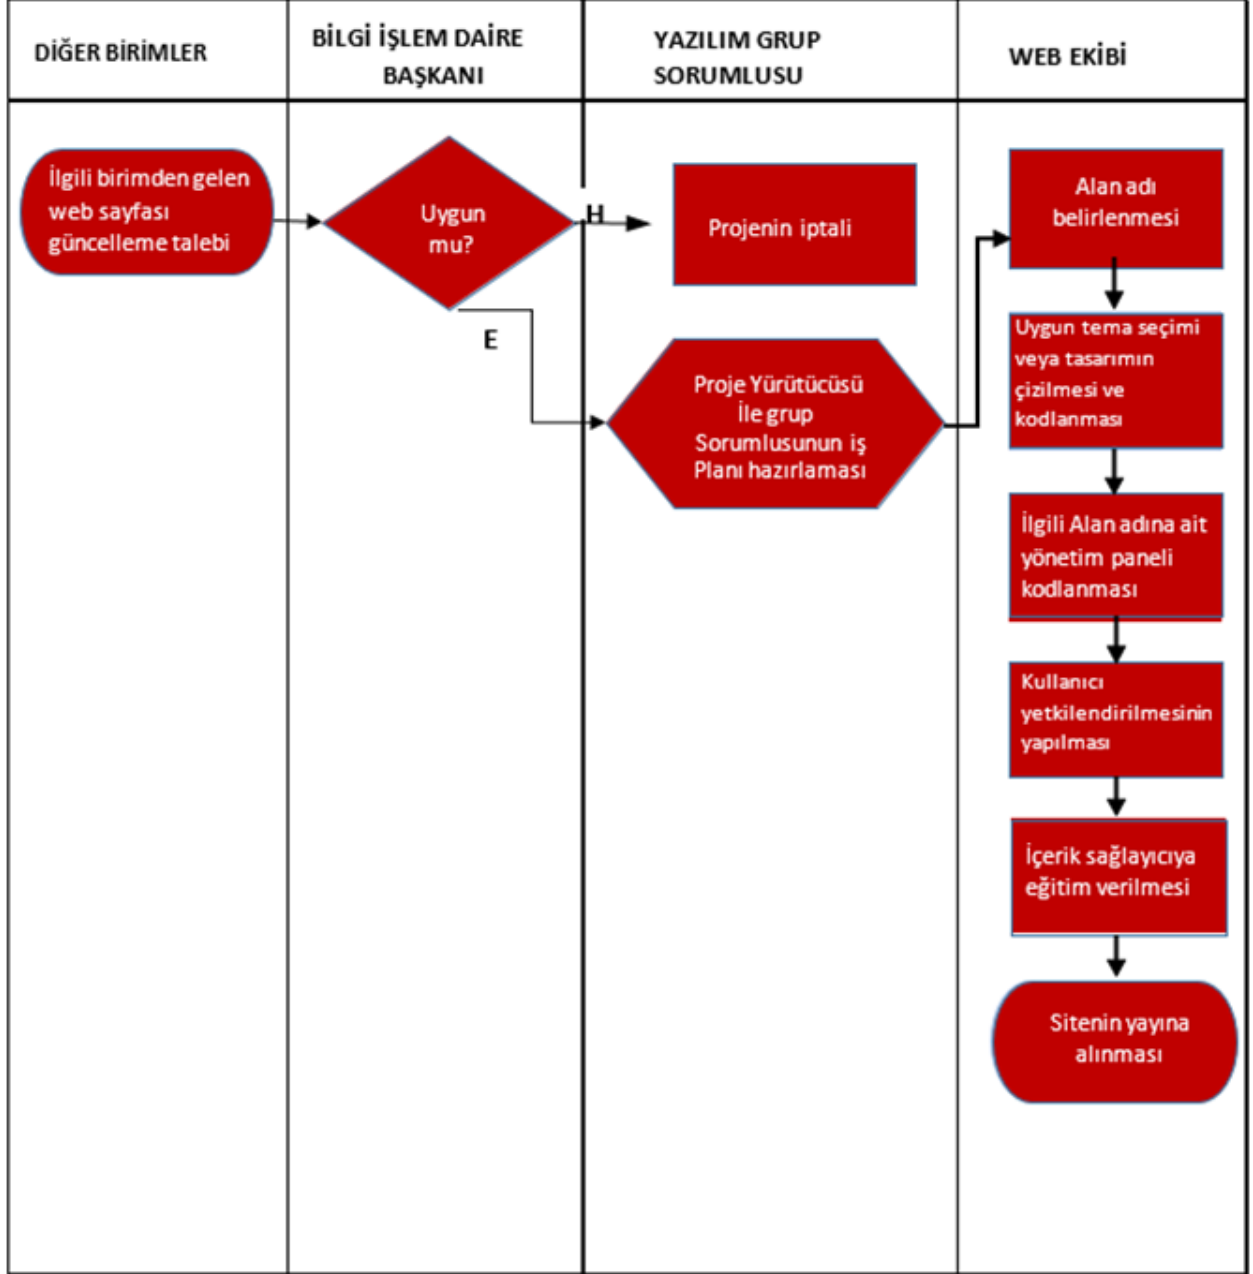 DİĞER BİRİMLER
BİLGİ İŞLEM DAİRE
BAŞKANI
YAZILIM GRUP
SORUMLUSU
WEB EKİBİ
İlgili birimden gelen
web sayfası
güncelleme talebi
Uygun
mu?
H
E
Projenin iptali
Proje Yürütücüsü
İle grup
Sorumlusunun iş
Planı hazırlaması
Alan adı
belirlenmesi
Uygun tema seçimi
veya tasarımın
çizilmesi ve
kodlanması
İlgili Alan adına ait
yönetim paneli
kodlanması
Kullanıcı
yetkilendirilmesinin
yapılması
İçerik sağlayıcıya
eğitim verilmesi
Sitenin yayına
alınması